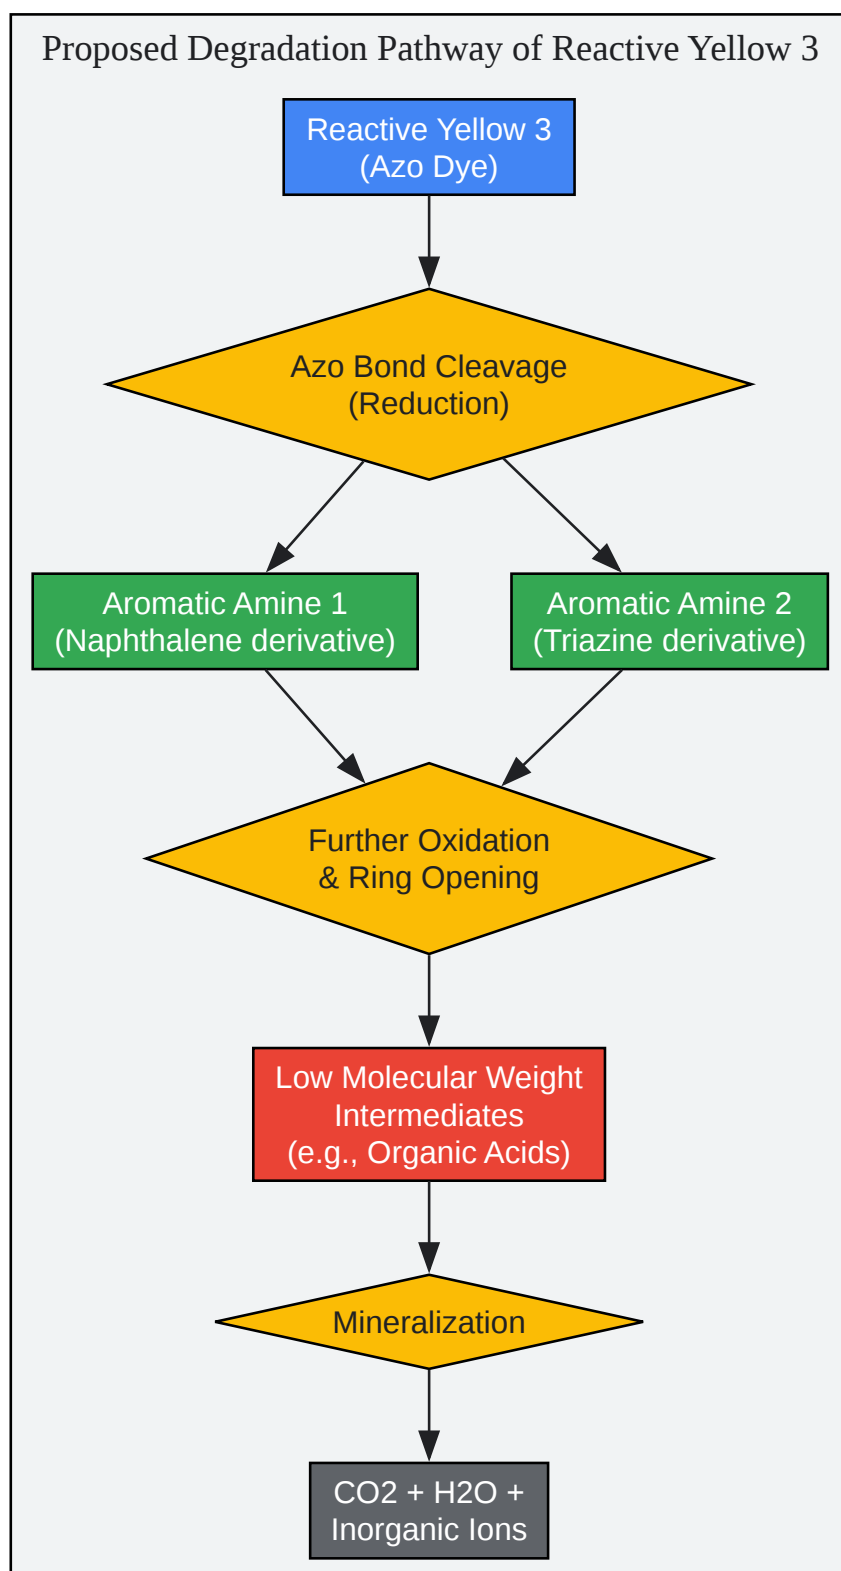 Proposed Degradation Pathway of Reactive Yellow 3
Reactive Yellow 3
(Azo Dye)
Azo Bond Cleavage
(Reduction)
Aromatic Amine 1
(Naphthalene derivative)
Aromatic Amine 2
(Triazine derivative)
Further Oxidation
& Ring Opening
Low Molecular Weight
Intermediates
(e.g., Organic Acids)
Mineralization
CO2 + H2O +
Inorganic Ions